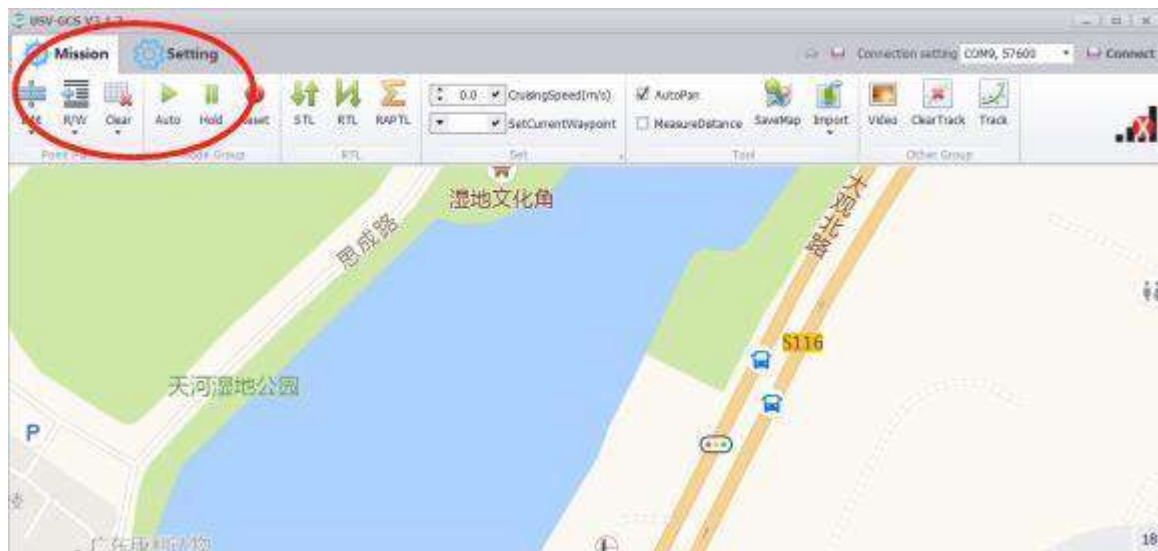 USV-GCS
Mission
Setting
Connection setting COM9, 57600
Connect
R/W
Clear
Auto
Hold
STL
RTL
RAPTL
0.0
CruisingSpeed(m/s)
SetCurrentWaypoint
AutoPan
MeasureDistance
SaveMap
Import
Video
ClearTrack
Track
RTL
Set
Tool
Other Group
湿地文化角
思成路
大观北路
S116
天河湿地公园
P
18